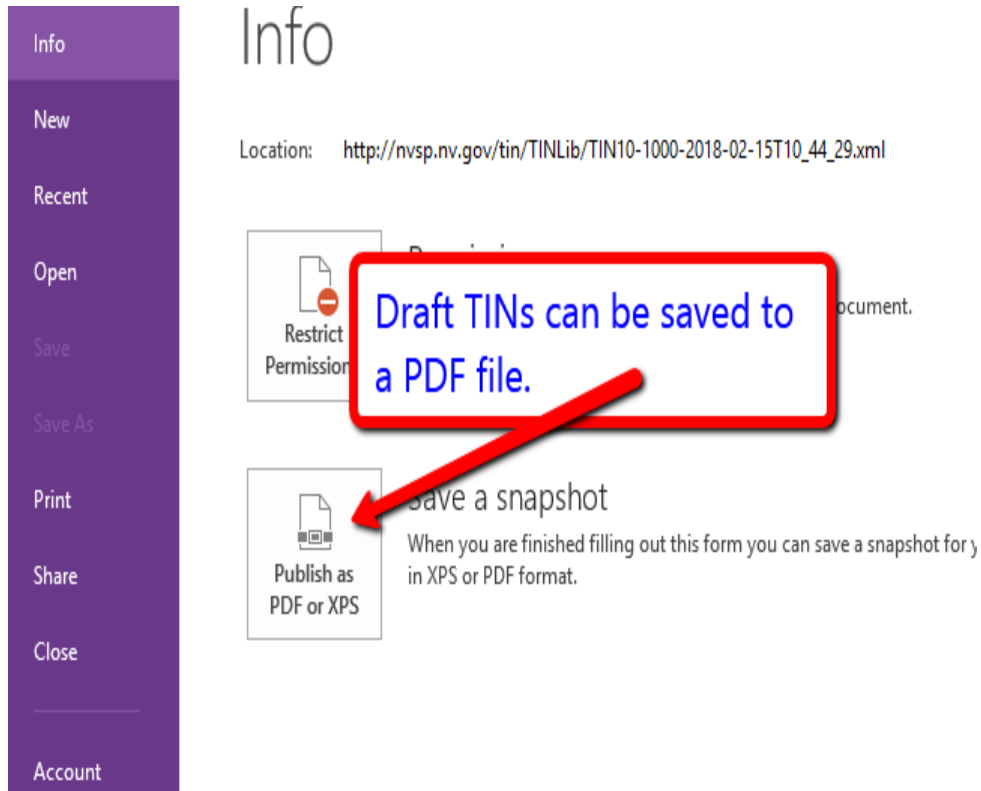 Info
New
Recent
Open
Save
Save As
Print
Share
Close
Account
Info
Location: http://nvsp.nv.gov/tin/TINLib/TIN10-1000-2018-02-15T10_44_29.xml
Restrict
Permission
ocument.
Draft TINs can be saved to
a PDF file.
Publish as
PDF or XPS
Save a snapshot
When you are finished filling out this form you can save a snapshot for y
in XPS or PDF format.